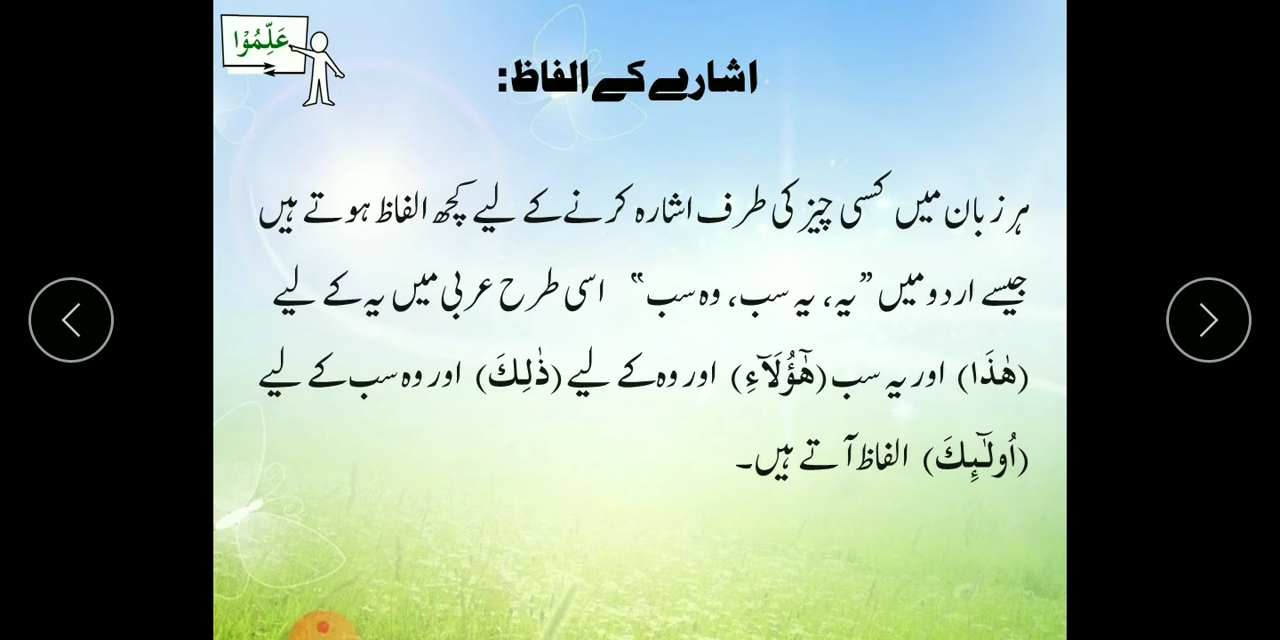 عَلِّمُوْا
اشارے کے الفاظ:
ہر زبان میں کسی چیز کی طرف اشارہ کرنے کے لیے کچھ الفاظ ہوتے ہیں
جیسے اردو میں ”یہ، یہ سب، وہ سب“ اسی طرح عربی میں یہ کے لیے
(هٰذَا) اور یہ سب (هٰٓؤُلَآءِ) اور وہ کے لیے (ذٰلِكَ) اور وہ سب کے لیے
(اُولٰٓئِكَ) الفاظ آتے ہیں۔